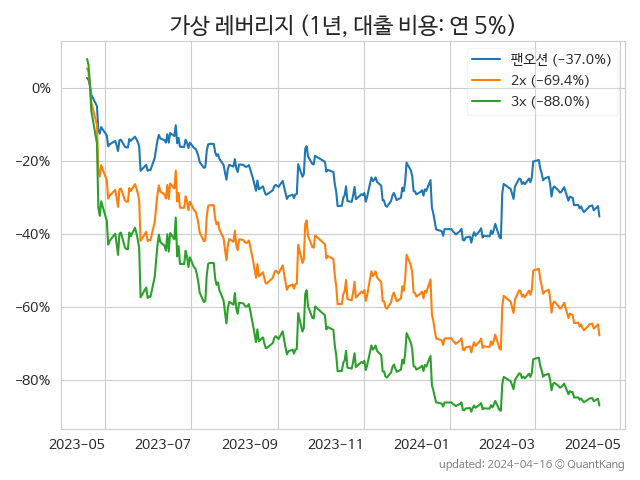 가상 레버리지 (1년, 대출 비용: 연 5%)
팬오션 (−37.0%)
2x (−69.4%)
3x (−88.0%)
0%
−20%
−40%
−60%
−80%
2023-05 2023-07 2023-09 2023-11 2024-01 2024-03 2024-05
updated: 2024-04-16 © QuantKang